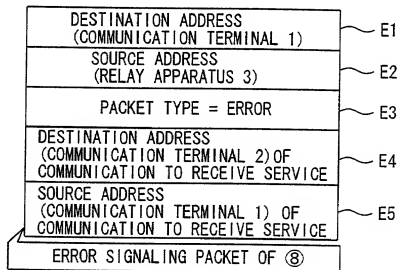 DESTINATION ADDRESS
(COMMUNICATION TERMINAL 1)
E1
SOURCE ADDRESS
(RELAY APPARATUS 3)
E2
PACKET TYPE = ERROR
E3
DESTINATION ADDRESS
(COMMUNICATION TERMINAL 2)OF
COMMUNICATION TO RECEIVE SERVICE
E4
SOURCE ADDRESS
(COMMUNICATION TERMINAL 1) OF
COMMUNICATION TO RECEIVE SERVICE
E5
ERROR SIGNALING PACKET OF ⑧